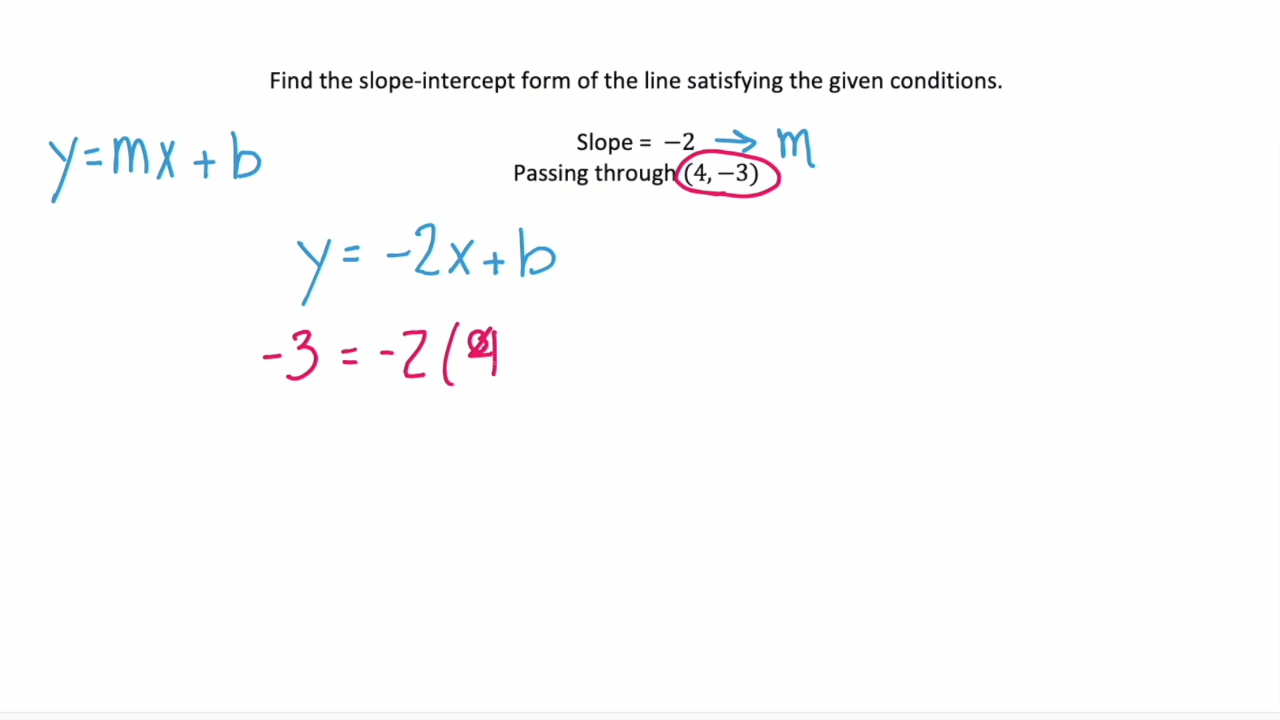 Find the slope-intercept form of the line satisfying the given conditions.
Slope = −2 → m
Passing through (4, −3)
y = mx + b
y = -2x + b
-3 = -2 (4